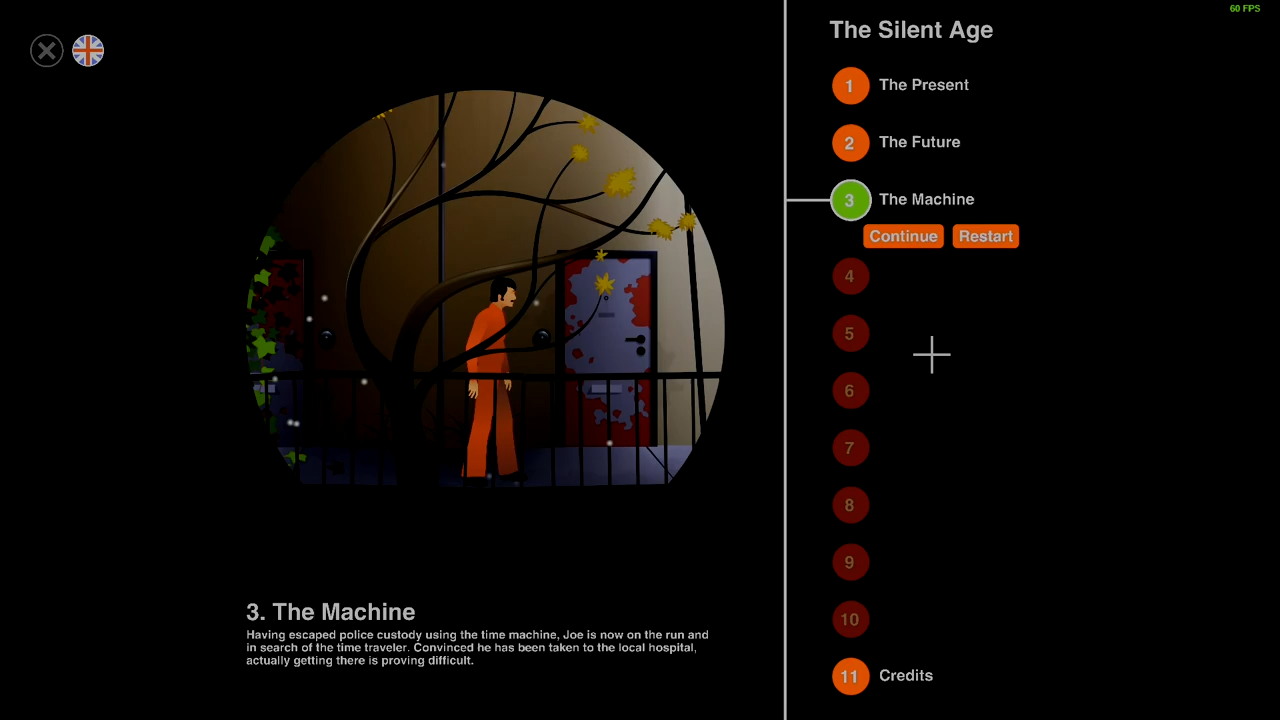 60 FPS
The Silent Age
1 The Present
2 The Future
3 The Machine
Continue Restart
4
5
6
7
8
9
10
11 Credits
3. The Machine
Having escaped police custody using the time machine, Joe is now on the run and
in search of the time traveler. Convinced he has been taken to the local hospital,
actually getting there is proving difficult.